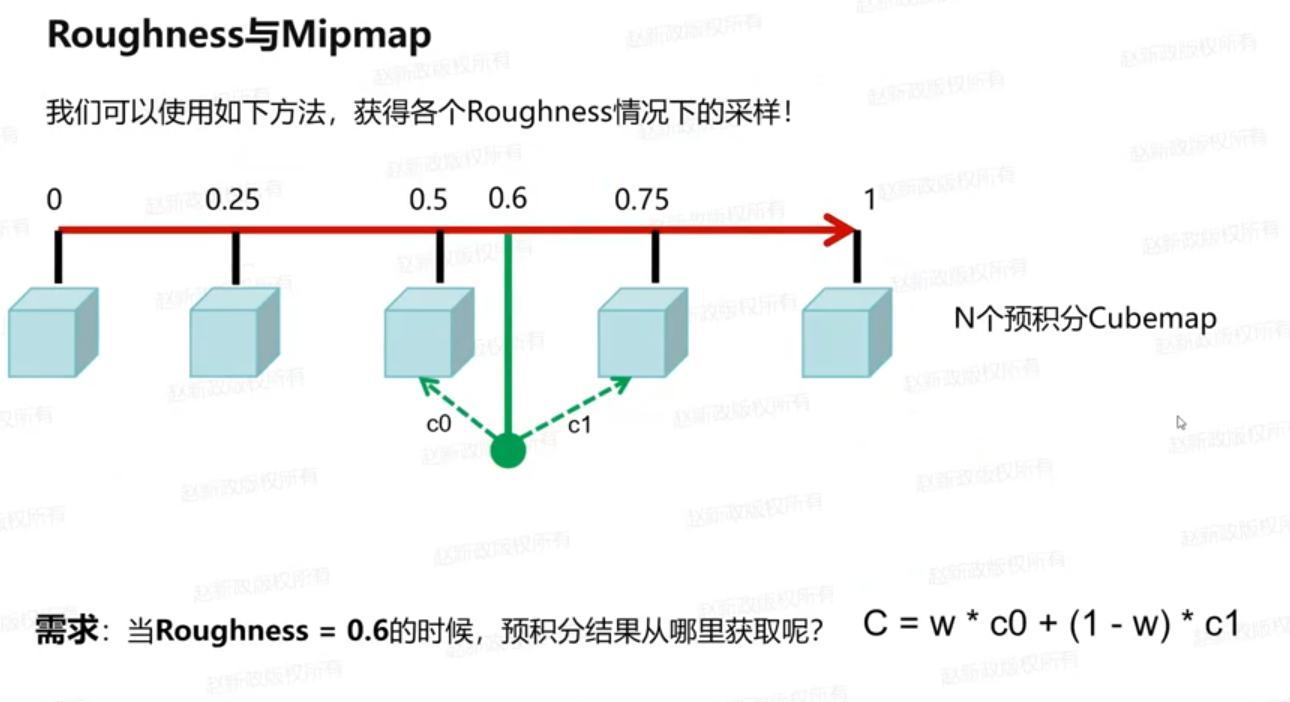 Roughness与Mipmap
我们可以使用如下方法，获得各个Roughness情况下的采样！
0 0.25 0.5 0.6 0.75 1
N个预积分Cubemap
c0 c1
需求：当Roughness = 0.6的时候，预积分结果从哪里获取呢？ C = w * c0 + (1 - w) * c1
赵新政版权所有